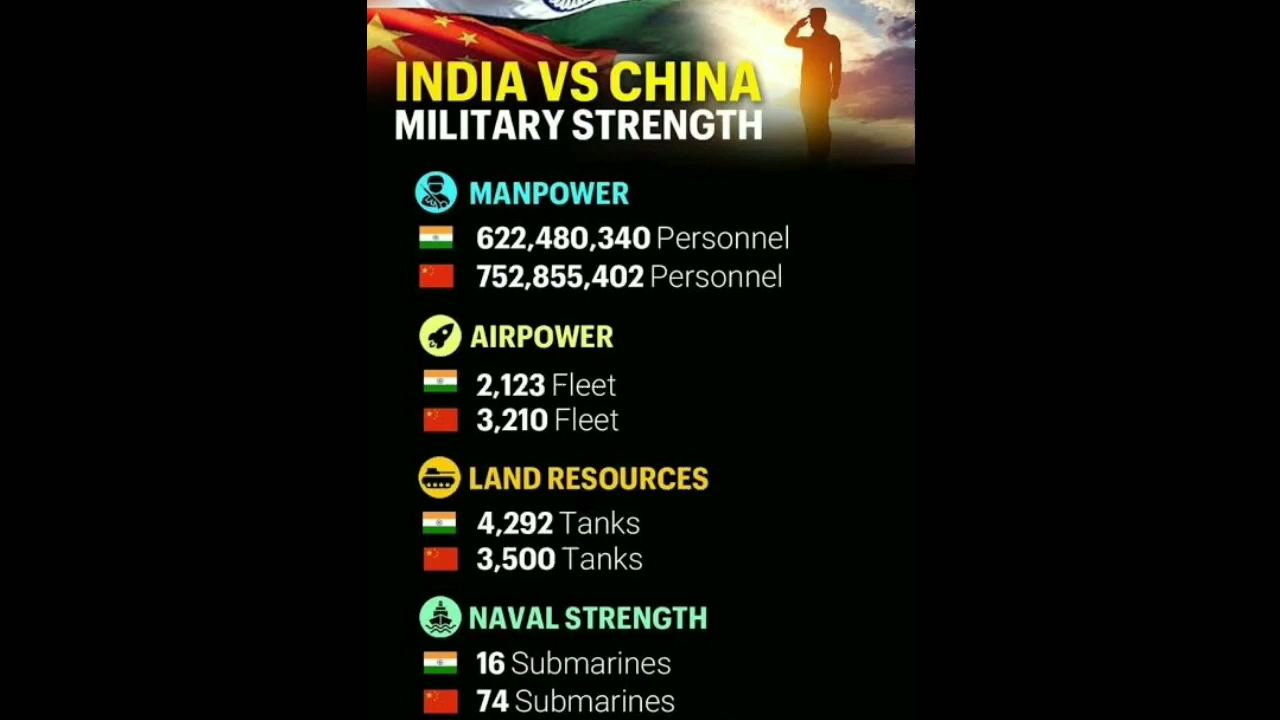 INDIA VS CHINA
MILITARY STRENGTH
MANPOWER
622,480,340 Personnel
752,855,402 Personnel
AIRPOWER
2,123 Fleet
3,210 Fleet
LAND RESOURCES
4,292 Tanks
3,500 Tanks
NAVAL STRENGTH
16 Submarines
74 Submarines